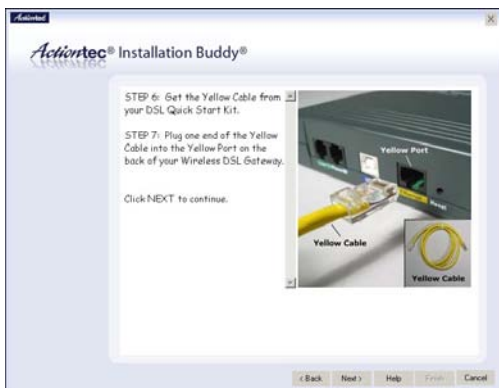 Actiontec
Actiontec® Installation Buddy®
STEP 6: Get the Yellow Cable from
your DSL Quick Start Kit.
STEP 7: Plug one end of the Yellow
Cable into the Yellow Port on the
back of your Wireless DSL Gateway.
Click NEXT to continue.
Yellow Port
Reset
Yellow Cable
Yellow Cable
< Back Next > Help Finish Cancel